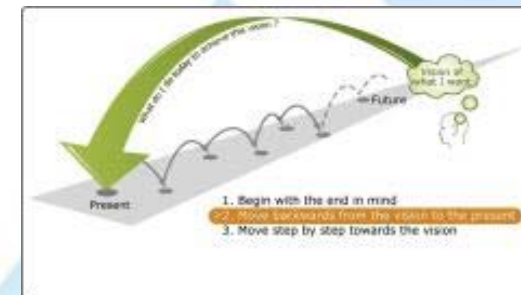 What do I do today to achieve this vision ?
Vision of
what I want
Future
Present
1. Begin with the end in mind
2. Move backwards from the vision to the present
3. Move step by step towards the vision